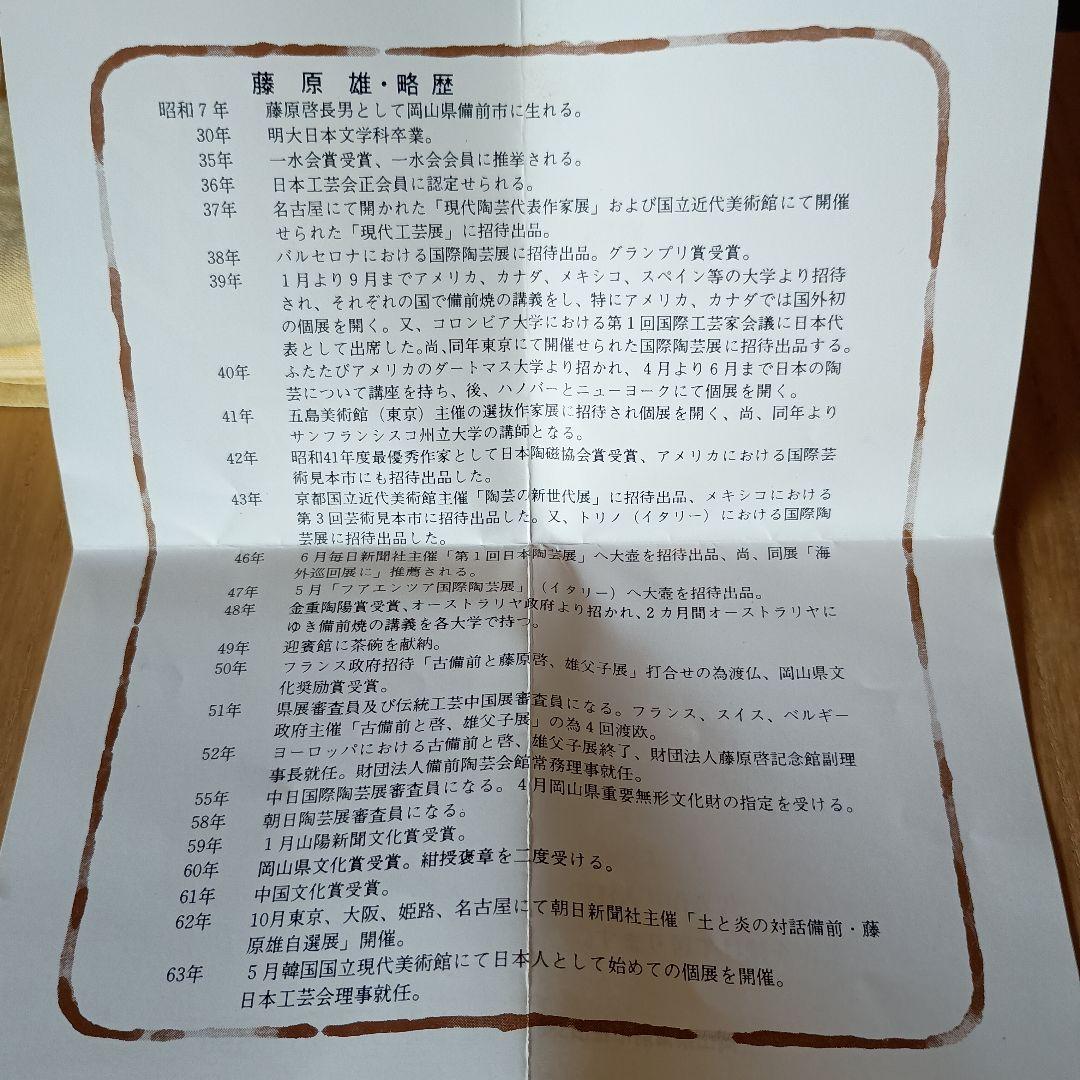 藤原 雄・略歴
昭和7年 藤原啓長男として岡山県備前市に生れる。
30年 明大日本文学科卒業。
35年 一水会賞受賞、一水会会員に推挙される。
36年 日本工芸会正会員に認定せられる。
37年 名古屋にて開かれた「現代陶芸代表作家展」および国立近代美術館にて開催
せられた「現代工芸展」に招待出品。
38年 バルセロナにおける国際陶芸展に招待出品。グランプリ賞受賞。
39年 1月より9月までアメリカ、カナダ、メキシコ、スペイン等の大学より招待
され、それぞれの国で備前焼の講義をし、特にアメリカ、カナダでは国外初
の個展を開く。又、コロンビア大学における第1回国際工芸家会議に日本代
表として出席した。尚、同年東京にて開催せられた国際陶芸展に招待出品する。
40年 ふたたびアメリカのダートマス大学より招かれ、4月より6月まで日本の陶
芸について講座を持ち、後、ハノバーとニューヨークにて個展を開く。
41年 五島美術館（東京）主催の選抜作家展に招待され個展を開く、尚、同年より
サンフランシスコ州立大学の講師となる。
42年 昭和41年度最優秀作家として日本陶磁協会賞受賞、アメリカにおける国際芸
術見本市にも招待出品した。
43年 京都国立近代美術館主催「陶芸の新世代展」に招待出品、メキシコにおける
第3回芸術見本市に招待出品した。又、トリノ（イタリー）における国際陶
芸展に招待出品した。
46年 6月毎日新聞社主催「第1回日本陶芸展」へ大壺を招待出品、尚、同展「海
外巡回展に」推薦される。
47年 5月「フアエンツア国際陶芸展」（イタリー）へ大壺を招待出品。
48年 金重陶陽賞受賞、オーストラリヤ政府より招かれ、2カ月間オーストラリヤに
ゆき備前焼の講義を各大学で持つ。
49年 迎賓館に茶碗を献納。
50年 フランス政府招待「古備前と藤原啓、雄父子展」打合せの為渡仏、岡山県文
化奨励賞受賞。
51年 県展審査員及び伝統工芸中国展審査員になる。フランス、スイス、ベルギー
政府主催「古備前と啓、雄父子展」の為4回渡欧。
52年 ヨーロッパにおける古備前と啓、雄父子展終了、財団法人藤原啓記念館副理
事長就任。財団法人備前陶芸会館常務理事就任。
55年 中日国際陶芸展審査員になる。4月岡山県重要無形文化財の指定を受ける。
58年 朝日陶芸展審査員になる。
59年 1月山陽新聞文化賞受賞。
60年 岡山県文化賞受賞。紺授褒章を二度受ける。
61年 中国文化賞受賞。
62年 10月東京、大阪、姫路、名古屋にて朝日新聞社主催「土と炎の対話備前・藤
原雄自選展」開催。
63年 5月韓国国立現代美術館にて日本人として始めての個展を開催。
日本工芸会理事就任。